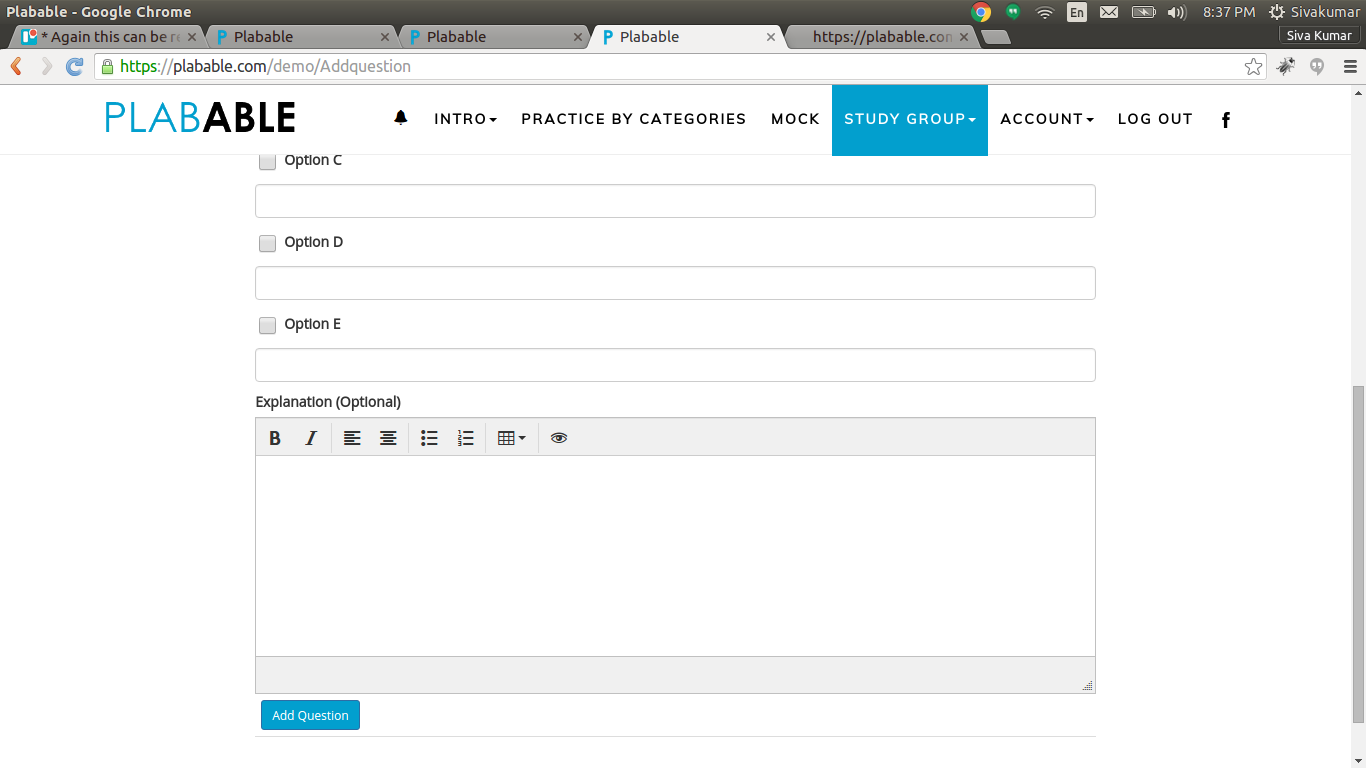 Plabable - Google Chrome
En
8:37 PM
Sivakumar
* Again this can be re
Plabable
Plabable
Plabable
https://plabable.con
Siva Kumar
https://plabable.com/demo/Addquestion
PLABABLE
INTRO
PRACTICE BY CATEGORIES
MOCK
STUDY GROUP
ACCOUNT
LOG OUT
f
Option C
Option D
Option E
Explanation (Optional)
B I
Add Question